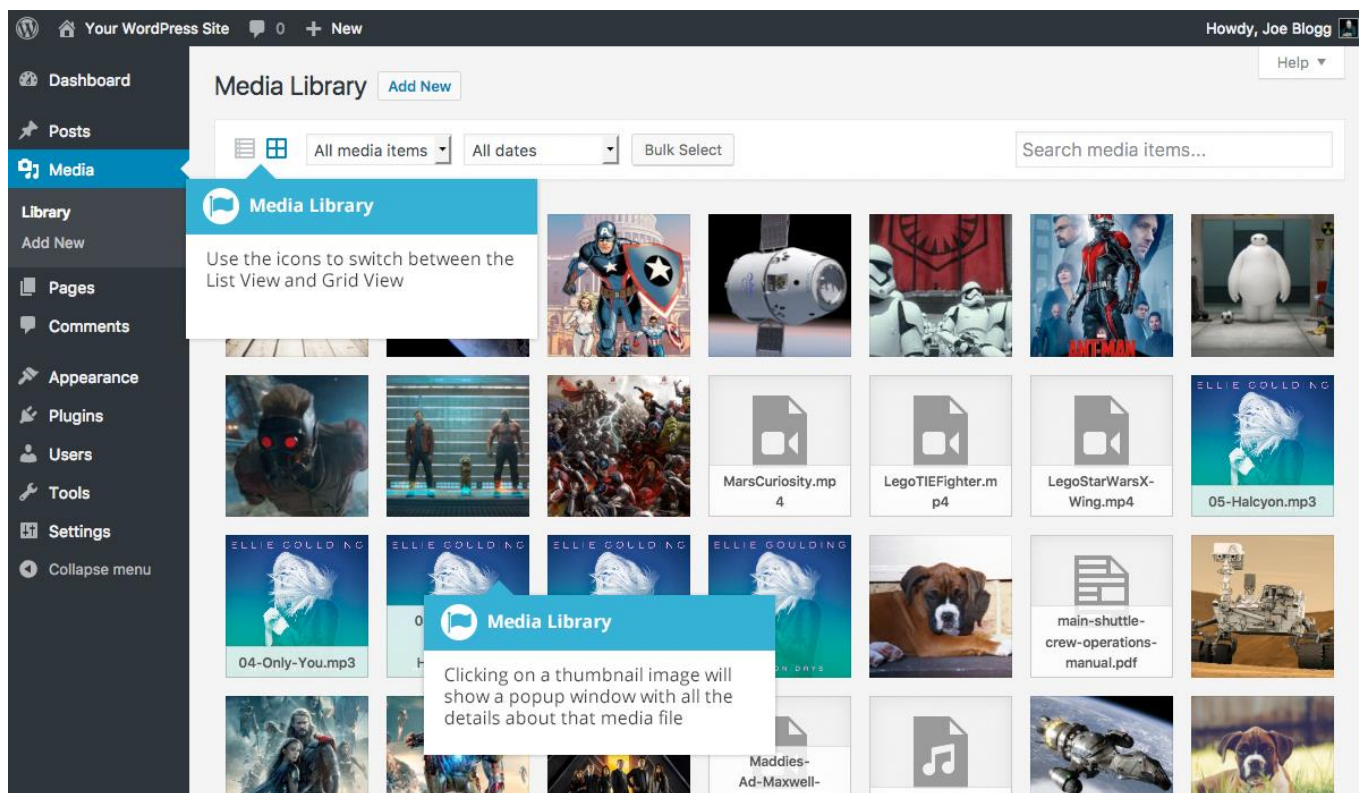 Your WordPress Site 0 + New Howdy, Joe Blogg
Help ▼
Dashboard
Posts
Media
Library
Add New
Pages
Comments
Appearance
Plugins
Users
Tools
Settings
Collapse menu
Media Library Add New
All media items All dates Bulk Select Search media items...
Media Library
Use the icons to switch between the
List View and Grid View
ANT-MAN
ELLIE GOULDING
MarsCuriosity.mp
4
LegoTIEFighter.m
p4
LegoStarWarsX-
Wing.mp4
05-Halcyon.mp3
ELLIE GOULDING ELLIE GOULDING ELLIE GOULDING ELLIE GOULDING
04-Only-You.mp3
main-shuttle-
crew-operations-
manual.pdf
Media Library
Clicking on a thumbnail image will
show a popup window with all the
details about that media file
DAYS
Maddies-
Ad-Maxwell-